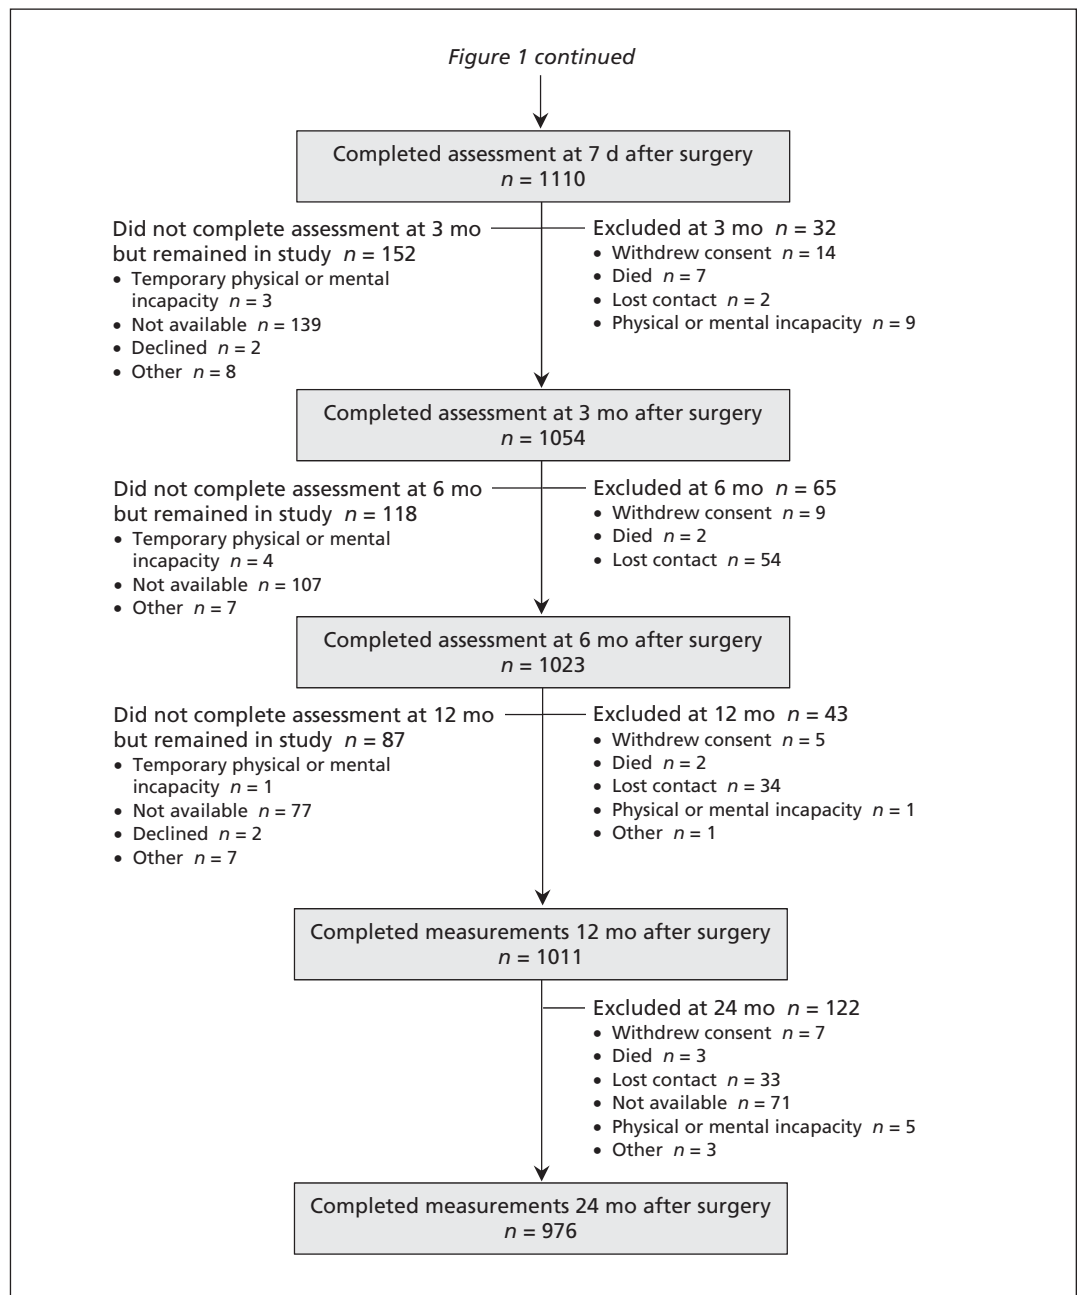 Figure 1 continued
Completed assessment at 7 d after surgery
n = 1110
Did not complete assessment at 3 mo
but remained in study n = 152
• Temporary physical or mental
incapacity n = 3
• Not available n = 139
• Declined n = 2
• Other n = 8
Excluded at 3 mo n = 32
• Withdrew consent n = 14
• Died n = 7
• Lost contact n = 2
• Physical or mental incapacity n = 9
Completed assessment at 3 mo after surgery
n = 1054
Did not complete assessment at 6 mo
but remained in study n = 118
• Temporary physical or mental
incapacity n = 4
• Not available n = 107
• Other n = 7
Excluded at 6 mo n = 65
• Withdrew consent n = 9
• Died n = 2
• Lost contact n = 54
Completed assessment at 6 mo after surgery
n = 1023
Did not complete assessment at 12 mo
but remained in study n = 87
• Temporary physical or mental
incapacity n = 1
• Not available n = 77
• Declined n = 2
• Other n = 7
Excluded at 12 mo n = 43
• Withdrew consent n = 5
• Died n = 2
• Lost contact n = 34
• Physical or mental incapacity n = 1
• Other n = 1
Completed measurements 12 mo after surgery
n = 1011
Excluded at 24 mo n = 122
• Withdrew consent n = 7
• Died n = 3
• Lost contact n = 33
• Not available n = 71
• Physical or mental incapacity n = 5
• Other n = 3
Completed measurements 24 mo after surgery
n = 976